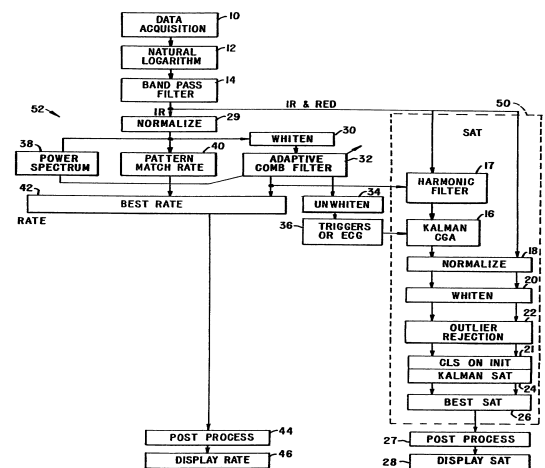 DATA
ACQUISITION
10
NATURAL
LOGARITHM
12
BAND PASS
FILTER
14
IR & RED
50
52
IR
NORMALIZE
29
WHITEN
30
SAT
38
POWER
SPECTRUM
40
PATTERN
MATCH RATE
ADAPTIVE
COMB FILTER
32
17
HARMONIC
FILTER
42
BEST RATE
RATE
UNWHITEN
34
36
TRIGGERS
OR ECG
16
KALMAN
CGA
18
NORMALIZE
20
WHITEN
22
OUTLIER
REJECTION
21
CLS ON INIT
KALMAN SAT
24
BEST SAT
26
POST PROCESS
44
27
POST PROCESS
DISPLAY RATE
46
28
DISPLAY SAT